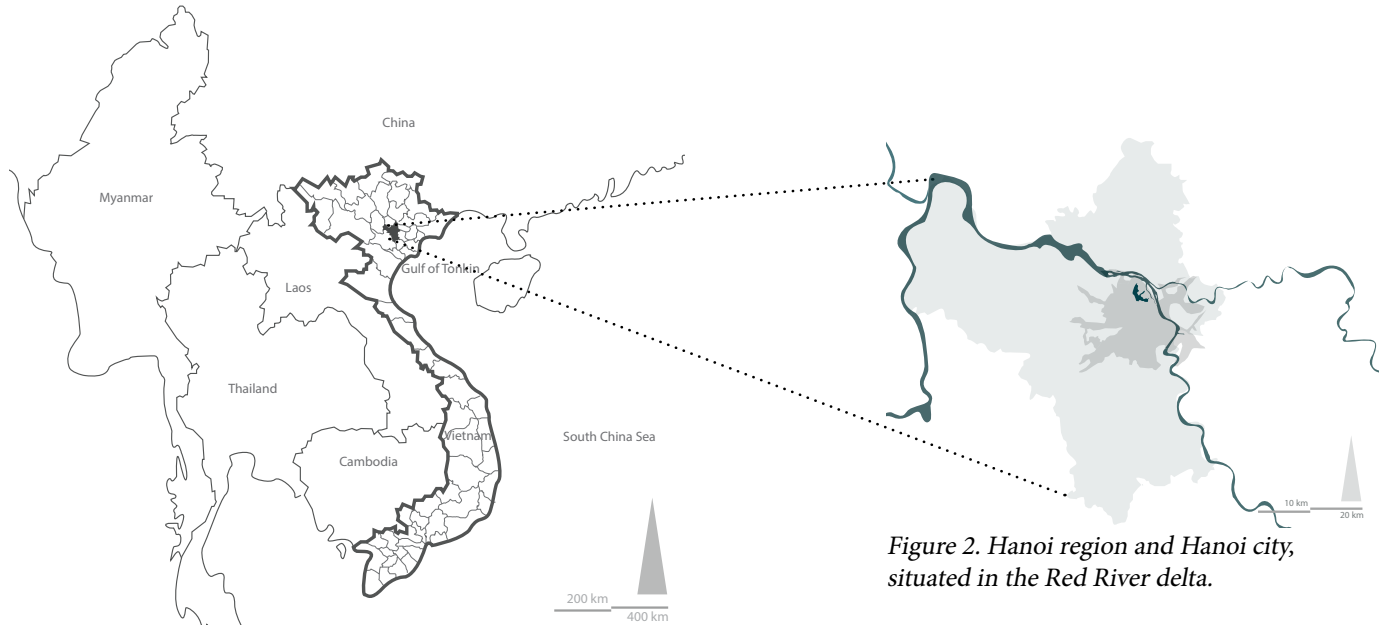 China
Myanmar
Gulf of Tonkin
Laos
Thailand
Vietnam
South China Sea
Cambodia
200 km
400 km
10 km
20 km
Figure 2. Hanoi region and Hanoi city,
situated in the Red River delta.